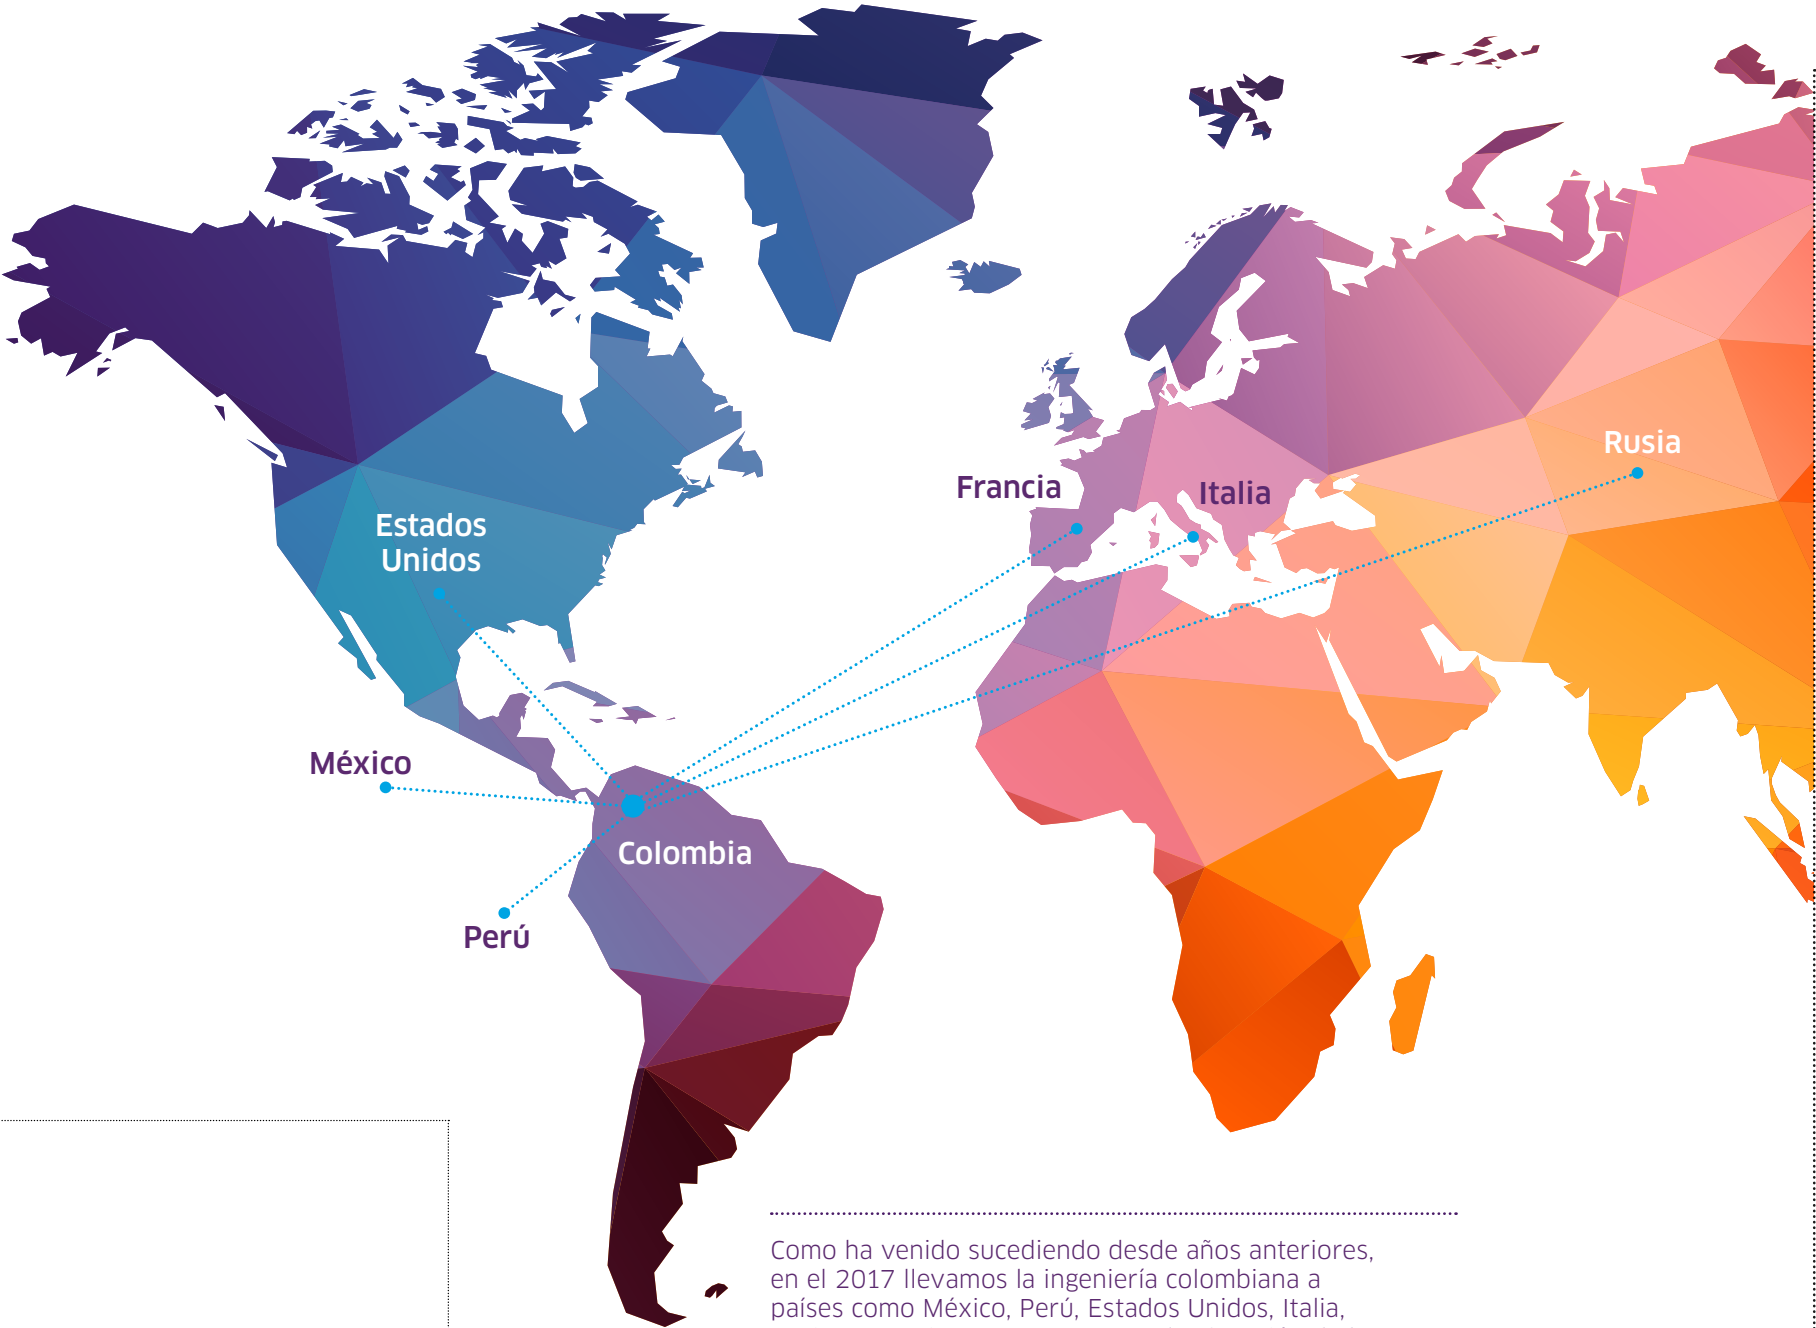 Rusia
Francia
Italia
Estados
Unidos
México
Colombia
Perú
Como ha venido sucediendo desde años anteriores,
en el 2017 llevamos la ingeniería colombiana a
países como México, Perú, Estados Unidos, Italia,